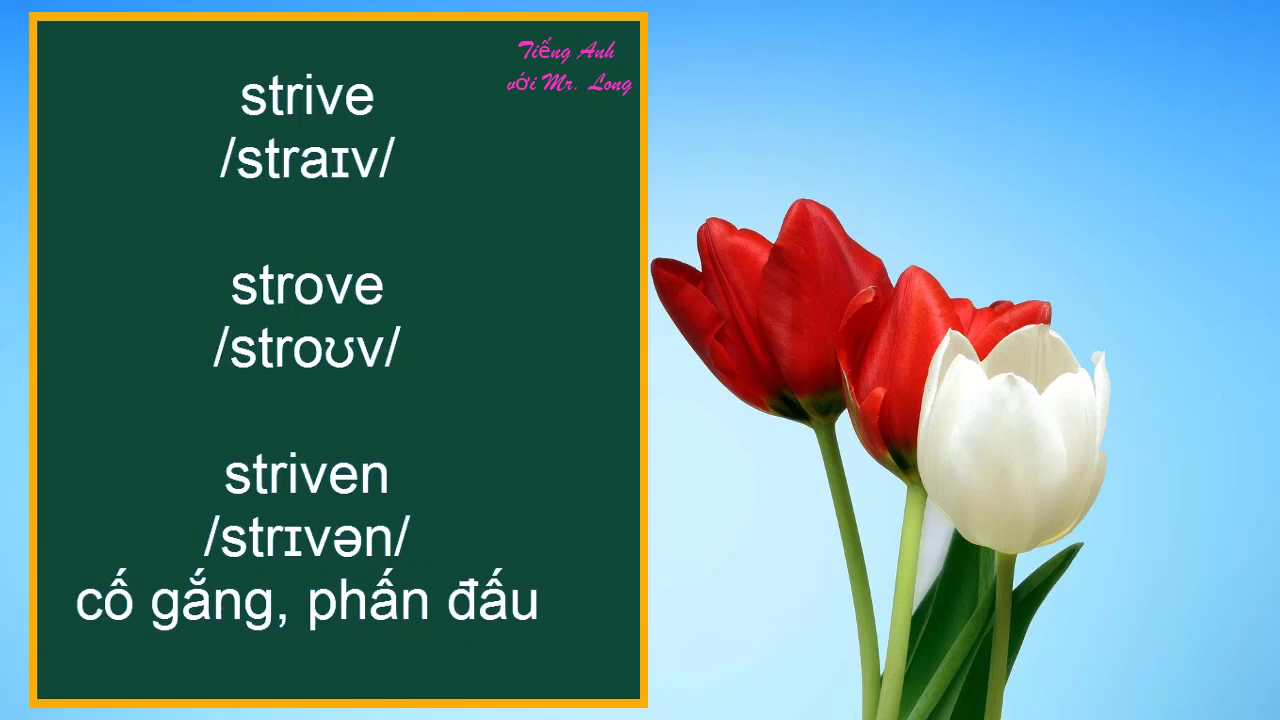 Tiếng Anh
với Mr. Long
strive
/straɪv/
strove
/stroʊv/
striven
/strɪvən/
cố gắng, phấn đấu